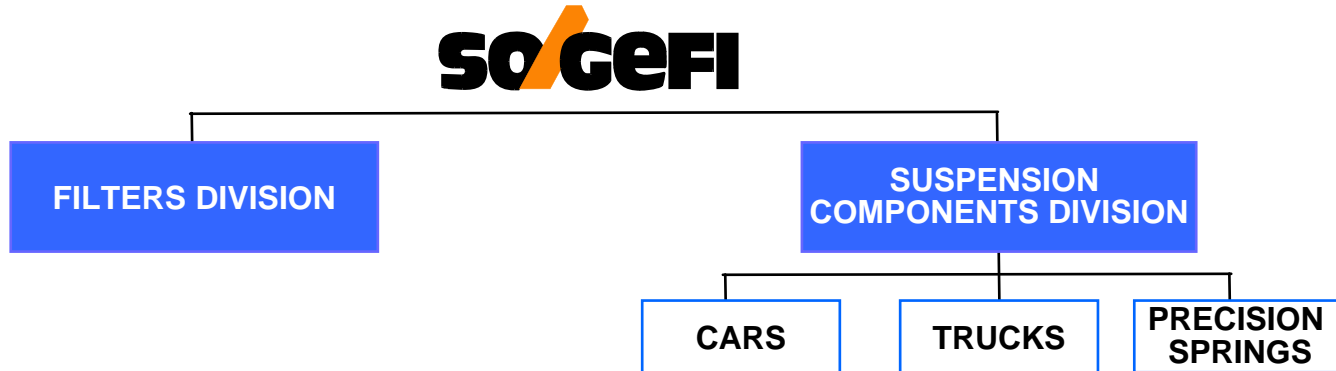 SOGEFI
FILTERS DIVISION
SUSPENSION
COMPONENTS DIVISION
CARS
TRUCKS
PRECISION
SPRINGS